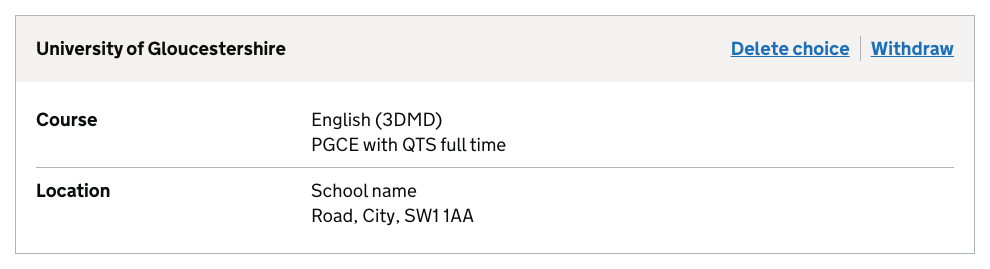 University of Gloucestershire
Delete choice
Withdraw
Course
English (3DMD)
PGCE with QTS full time
Location
School name
Road, City, SW1 1AA